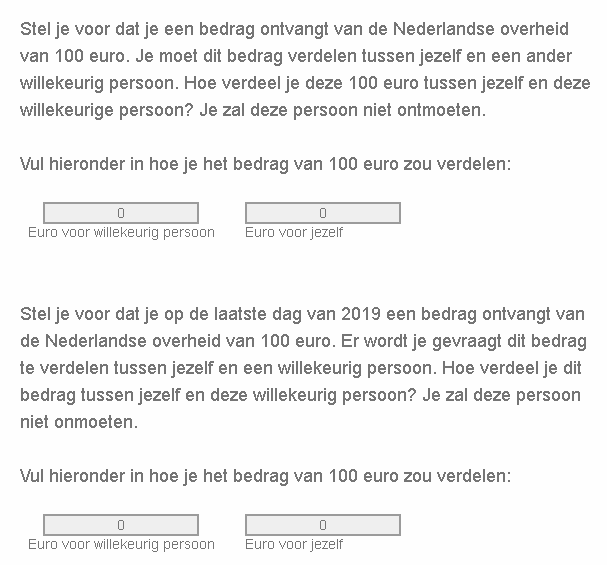 Stel je voor dat je een bedrag ontvangt van de Nederlandse overheid
van 100 euro. Je moet dit bedrag verdelen tussen jezelf en een ander
willekeurig persoon. Hoe verdeel je deze 100 euro tussen jezelf en deze
willekeurige persoon? Je zal deze persoon niet ontmoeten.
Vul hieronder in hoe je het bedrag van 100 euro zou verdelen:
0 0
Euro voor willekeurig persoon Euro voor jezelf
Stel je voor dat je op de laatste dag van 2019 een bedrag ontvangt van
de Nederlandse overheid van 100 euro. Er wordt je gevraagt dit bedrag
te verdelen tussen jezelf en een willekeurig persoon. Hoe verdeel je dit
bedrag tussen jezelf en deze willekeurig persoon? Je zal deze persoon
niet onmoeten.
Vul hieronder in hoe je het bedrag van 100 euro zou verdelen:
0 0
Euro voor willekeurig persoon Euro voor jezelf